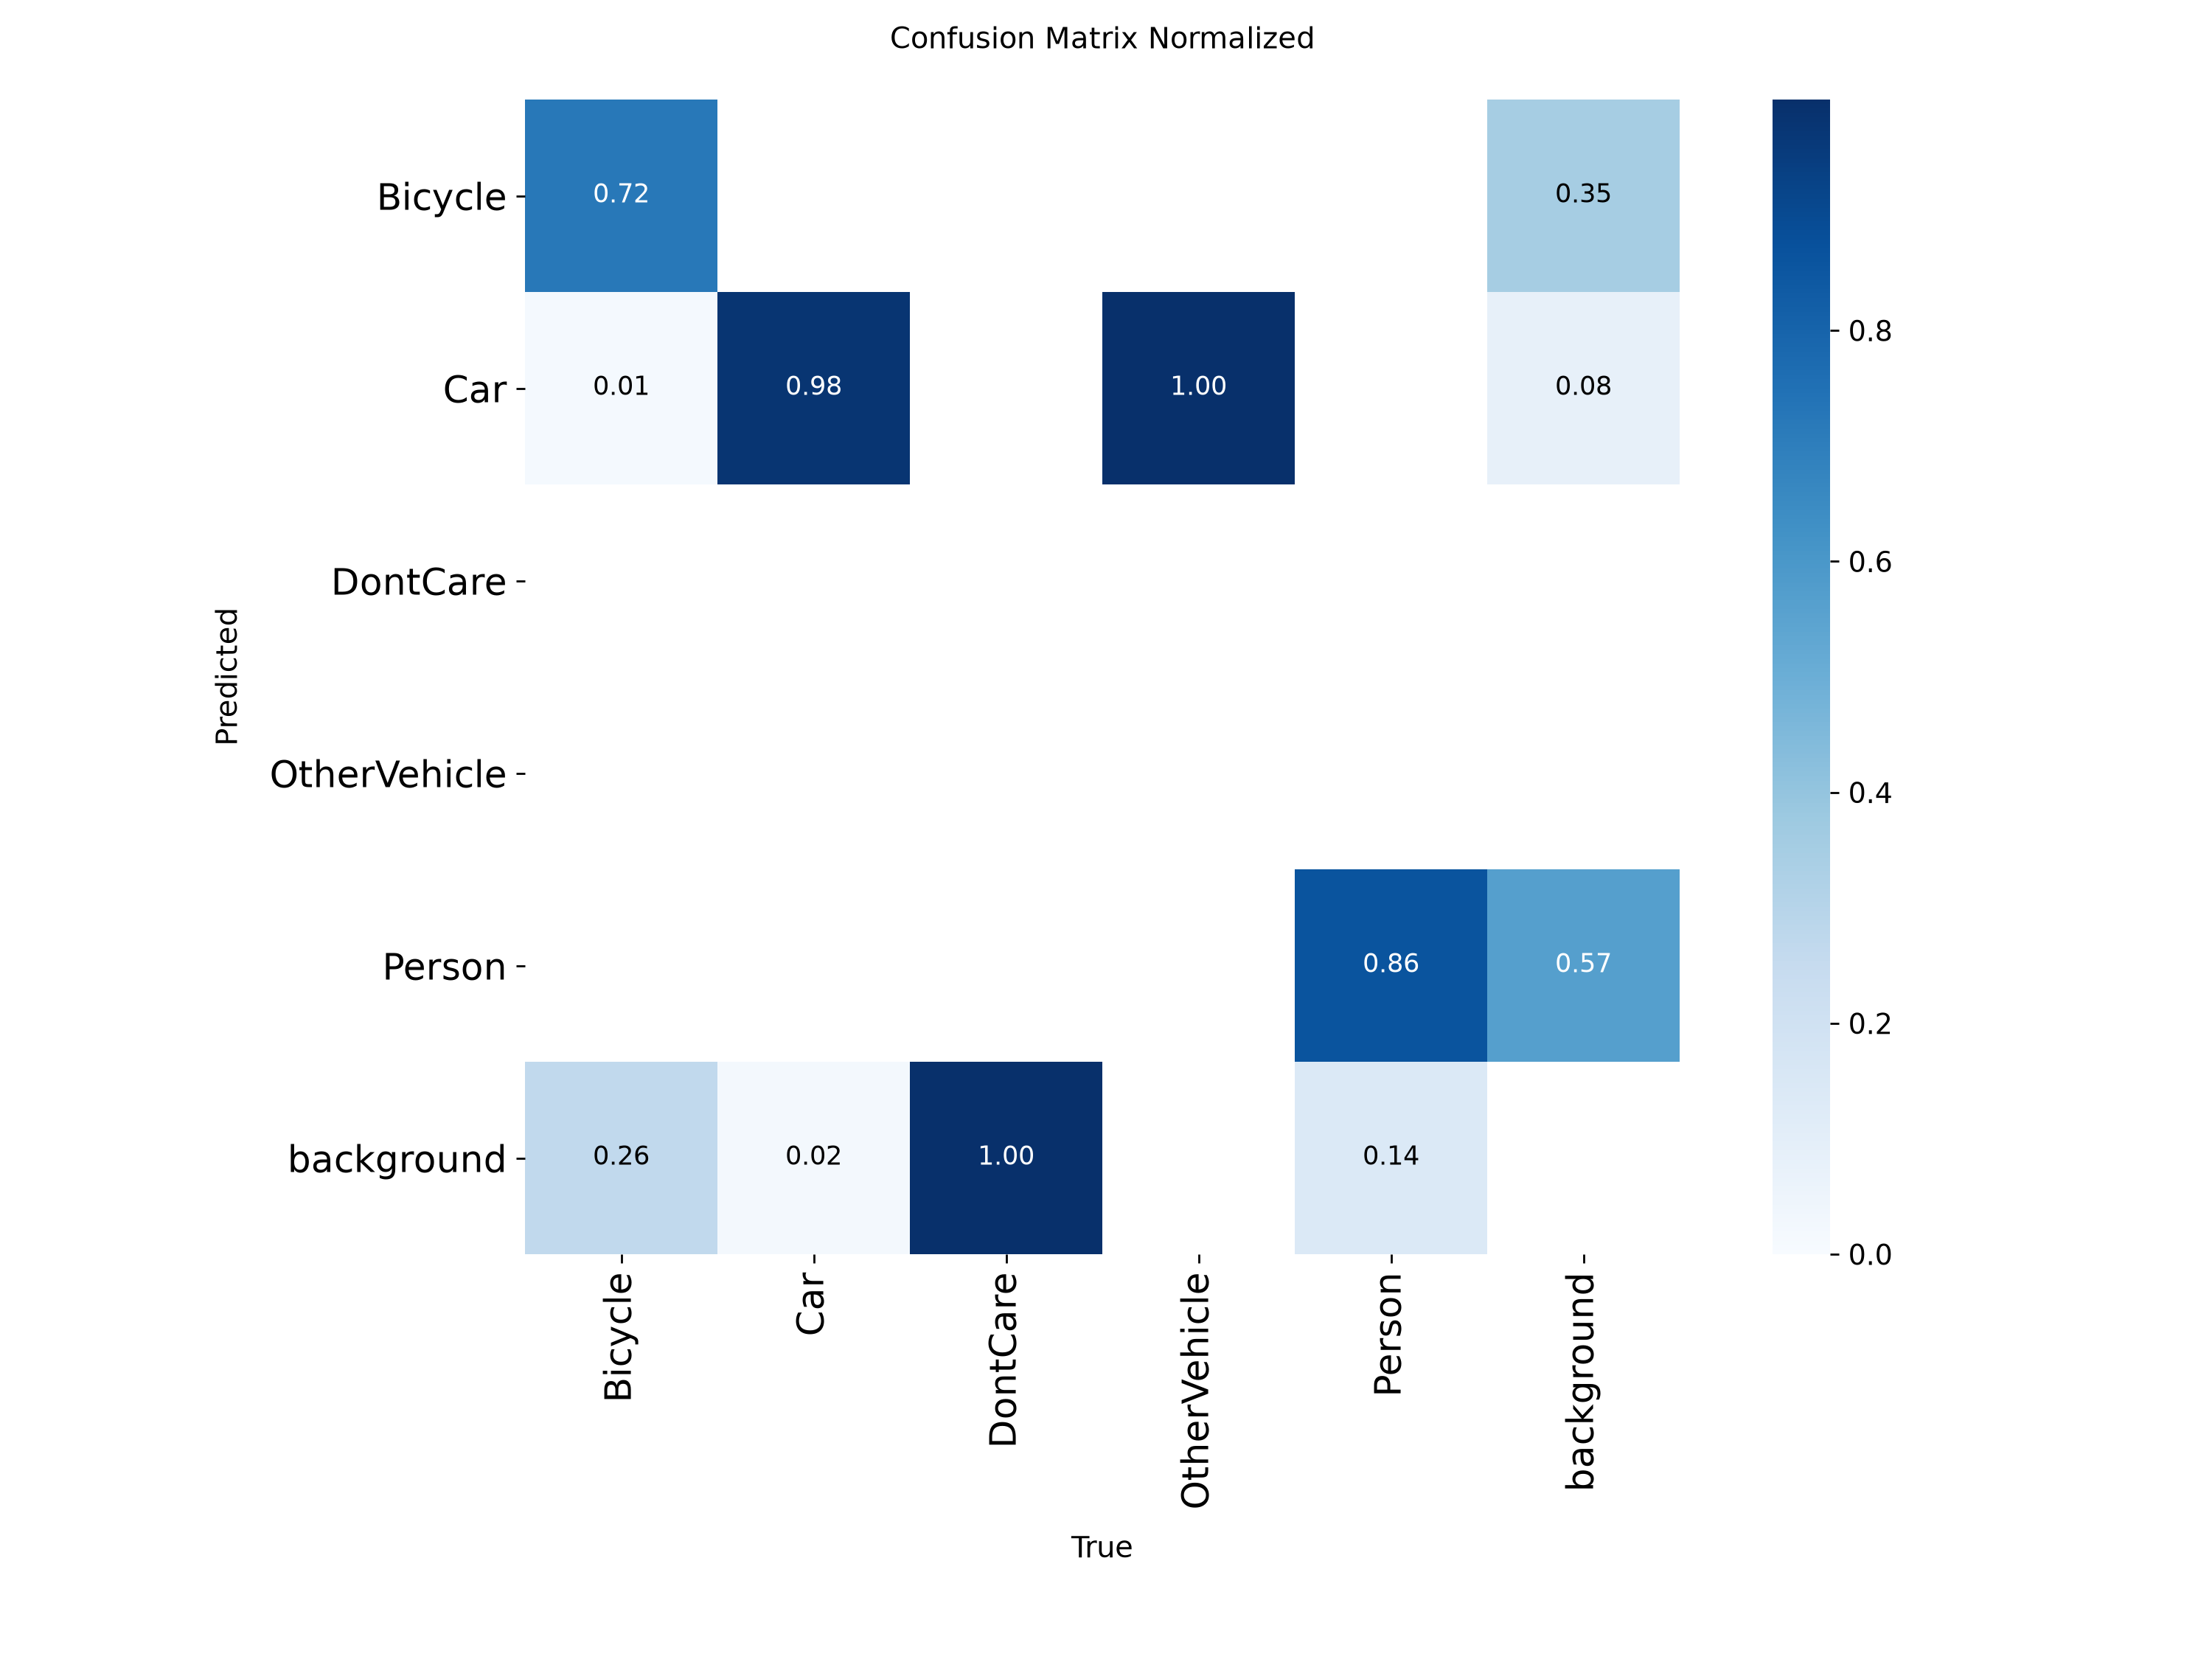 Confusion Matrix Normalized
Bicycle
0.72
0.35
Car
0.01
0.98
1.00
0.08
DontCare
OtherVehicle
Person
0.86
0.57
background
0.26
0.02
1.00
0.14
Predicted
Bicycle
Car
DontCare
OtherVehicle
Person
background
True
0.8
0.6
0.4
0.2
0.0